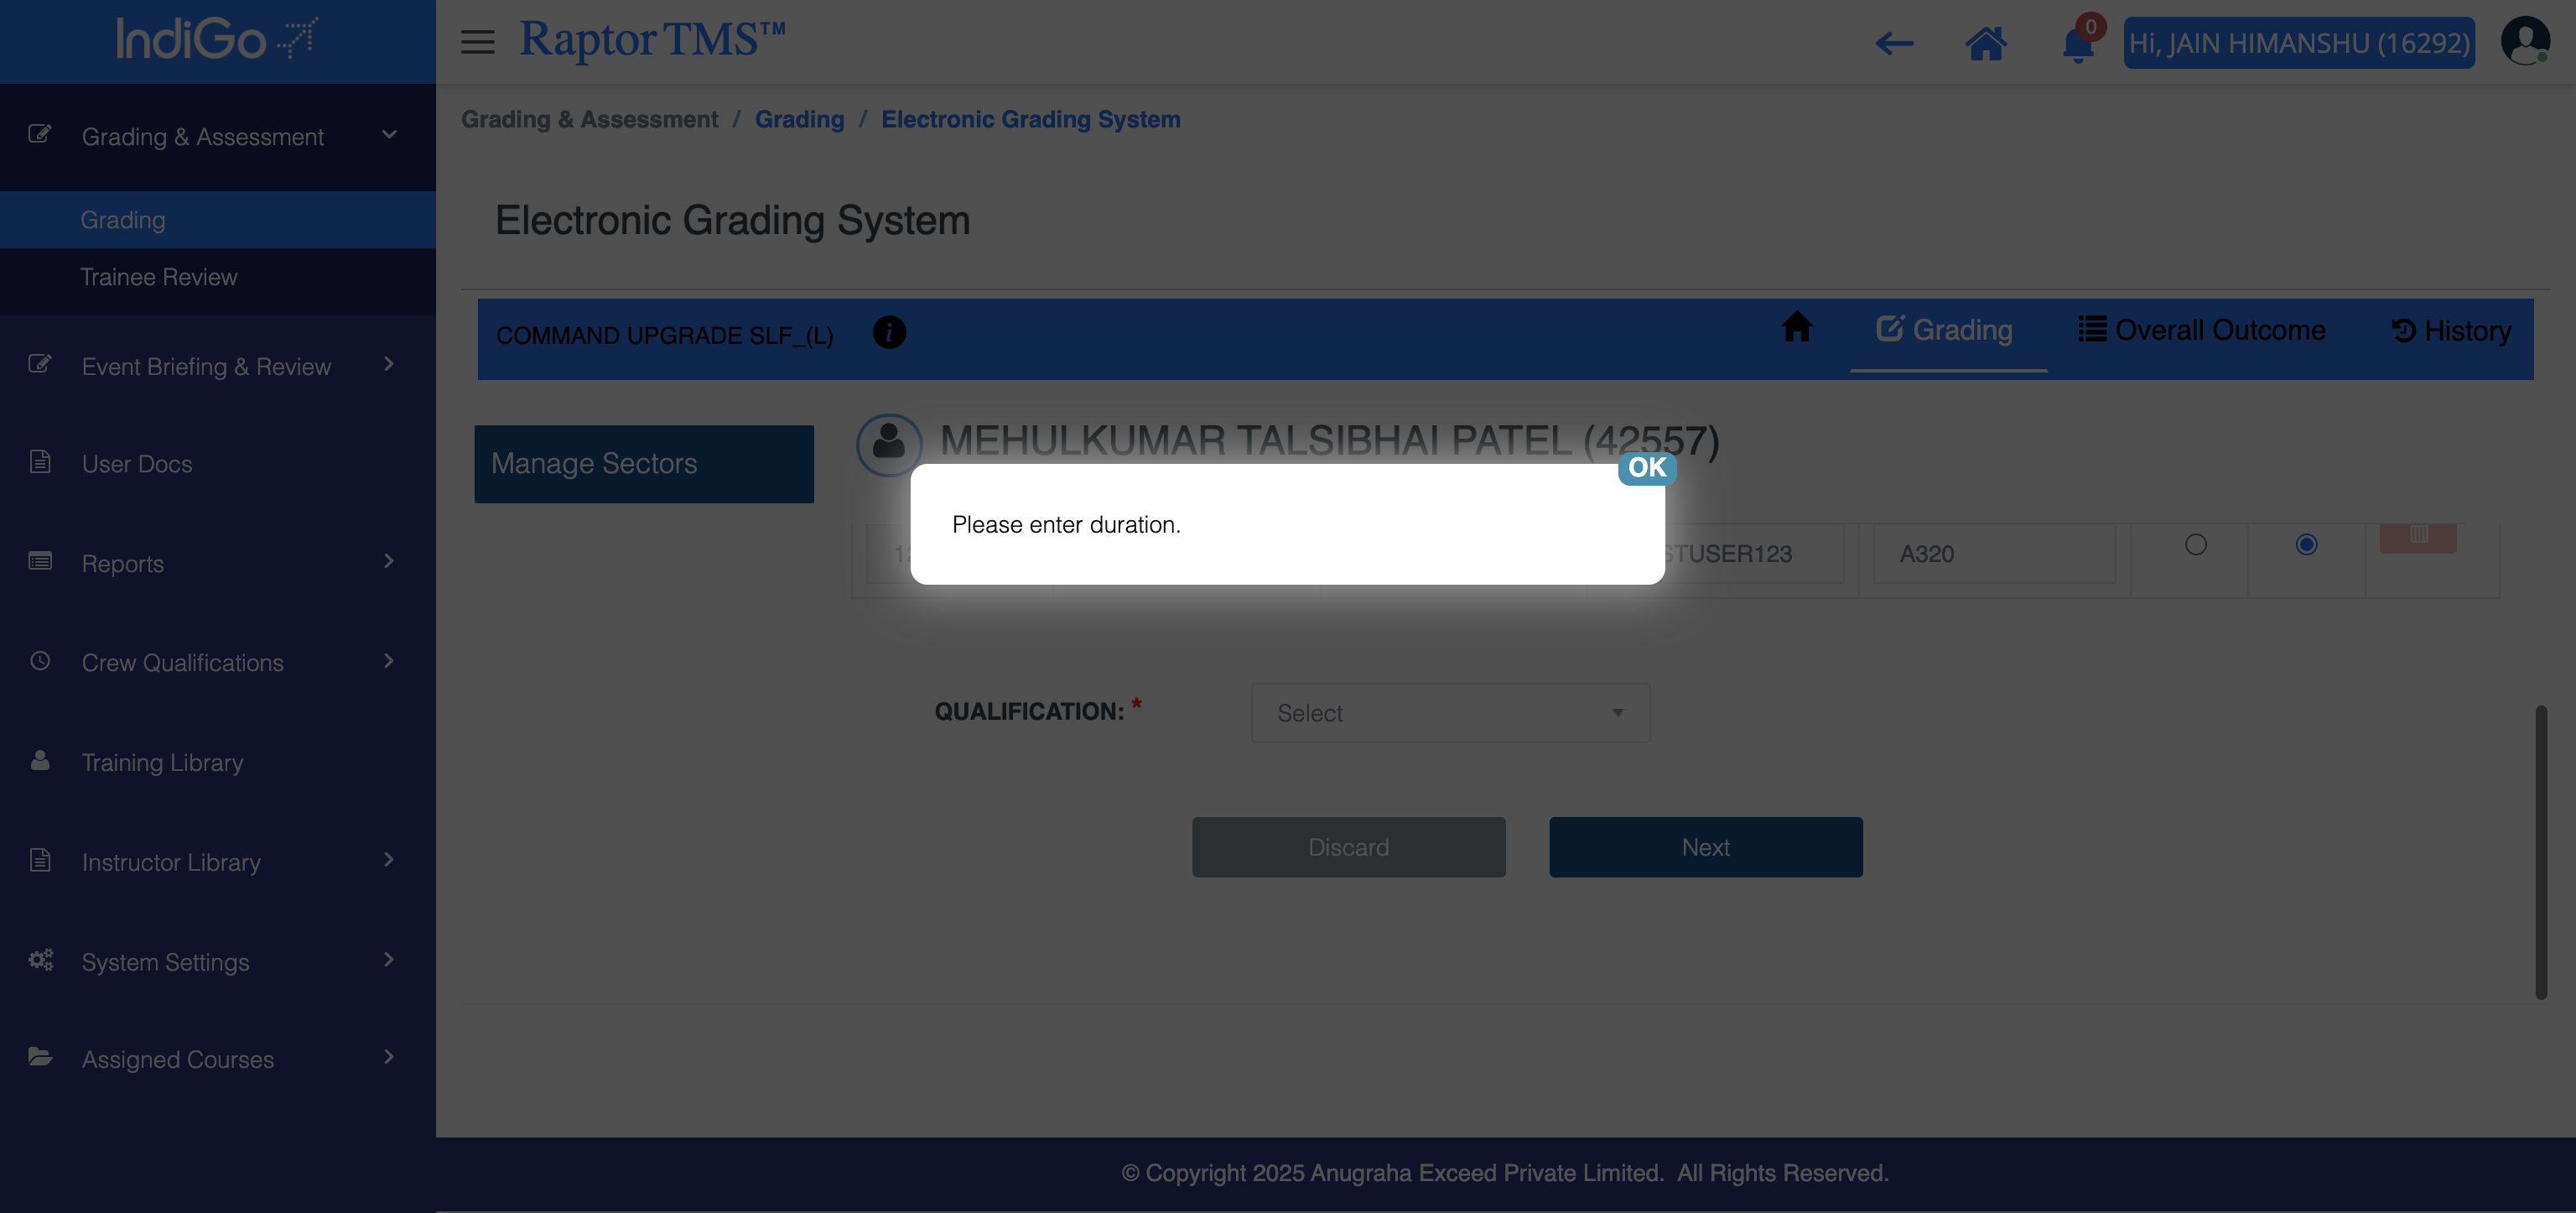 IndiGo
Raptor TMS™
0
Hi, JAIN HIMANSHU (16292)
Grading & Assessment
Grading
Trainee Review
Event Briefing & Review
User Docs
Reports
Crew Qualifications
Training Library
Instructor Library
System Settings
Assigned Courses
Grading & Assessment / Grading / Electronic Grading System
Electronic Grading System
COMMAND UPGRADE SLF_(L)
Grading
Overall Outcome
History
Manage Sectors
MEHULKUMAR TALSIBHAI PATEL (42557)
OK
Please enter duration.
STUSER123
A320
QUALIFICATION: *
Select
Discard
Next
© Copyright 2025 Anugraha Exceed Private Limited. All Rights Reserved.